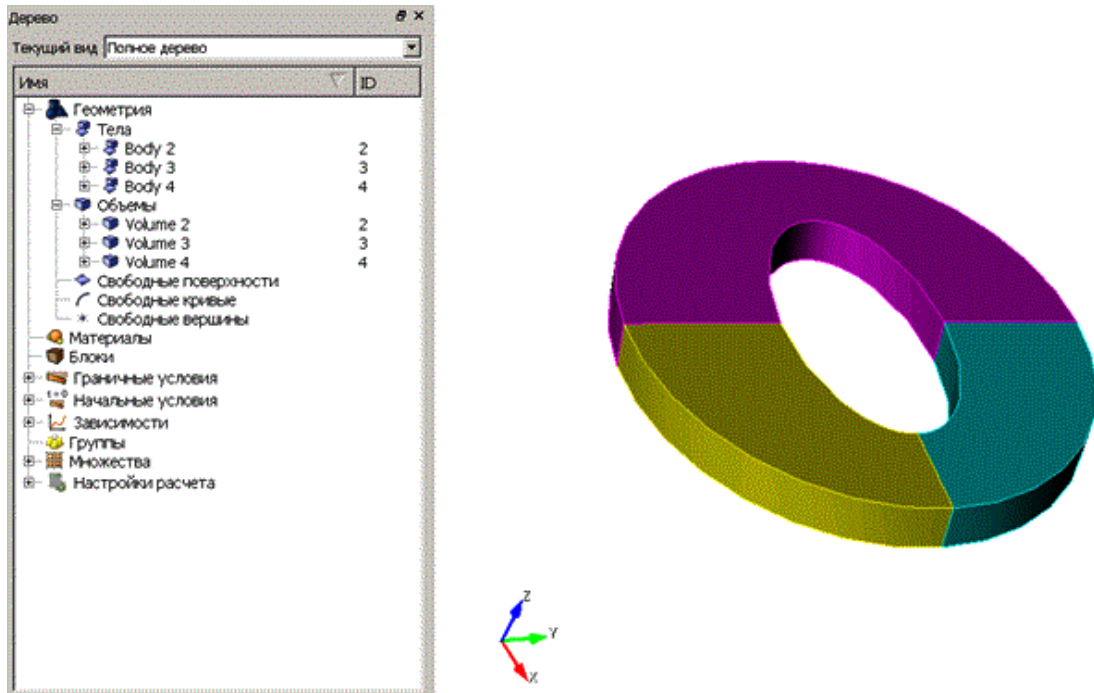 Дерево
Текущий вид Полное дерево
Имя ID
Геометрия
Тела
Body 2 2
Body 3 3
Body 4 4
Объемы
Volume 2 2
Volume 3 3
Volume 4 4
Свободные поверхности
Свободные кривые
Свободные вершины
Материалы
Блоки
Граничные условия
t=0 Начальные условия
Зависимости
Группы
Множества
Настройки расчета
Z
Y
X